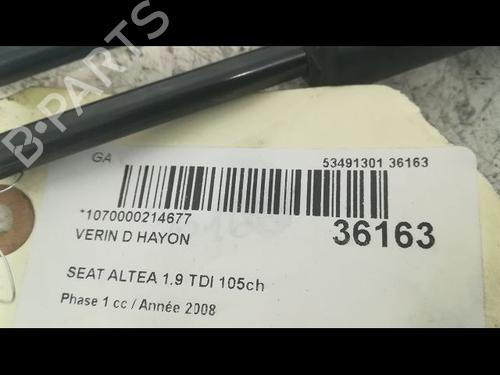 B-PARTS
GA
53491301 36163
*1070000214677
36163
VERIN D HAYON
SEAT ALTEA 1.9 TDI 105ch
Phase 1 cc / Année 2008